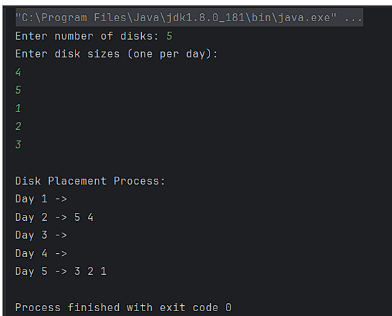 "C:\Program Files\Java\jdk1.8.0_181\bin\java.exe" ...
Enter number of disks: 5
Enter disk sizes (one per day):
4
5
1
2
3
Disk Placement Process:
Day 1 ->
Day 2 -> 5 4
Day 3 ->
Day 4 ->
Day 5 -> 3 2 1
Process finished with exit code 0